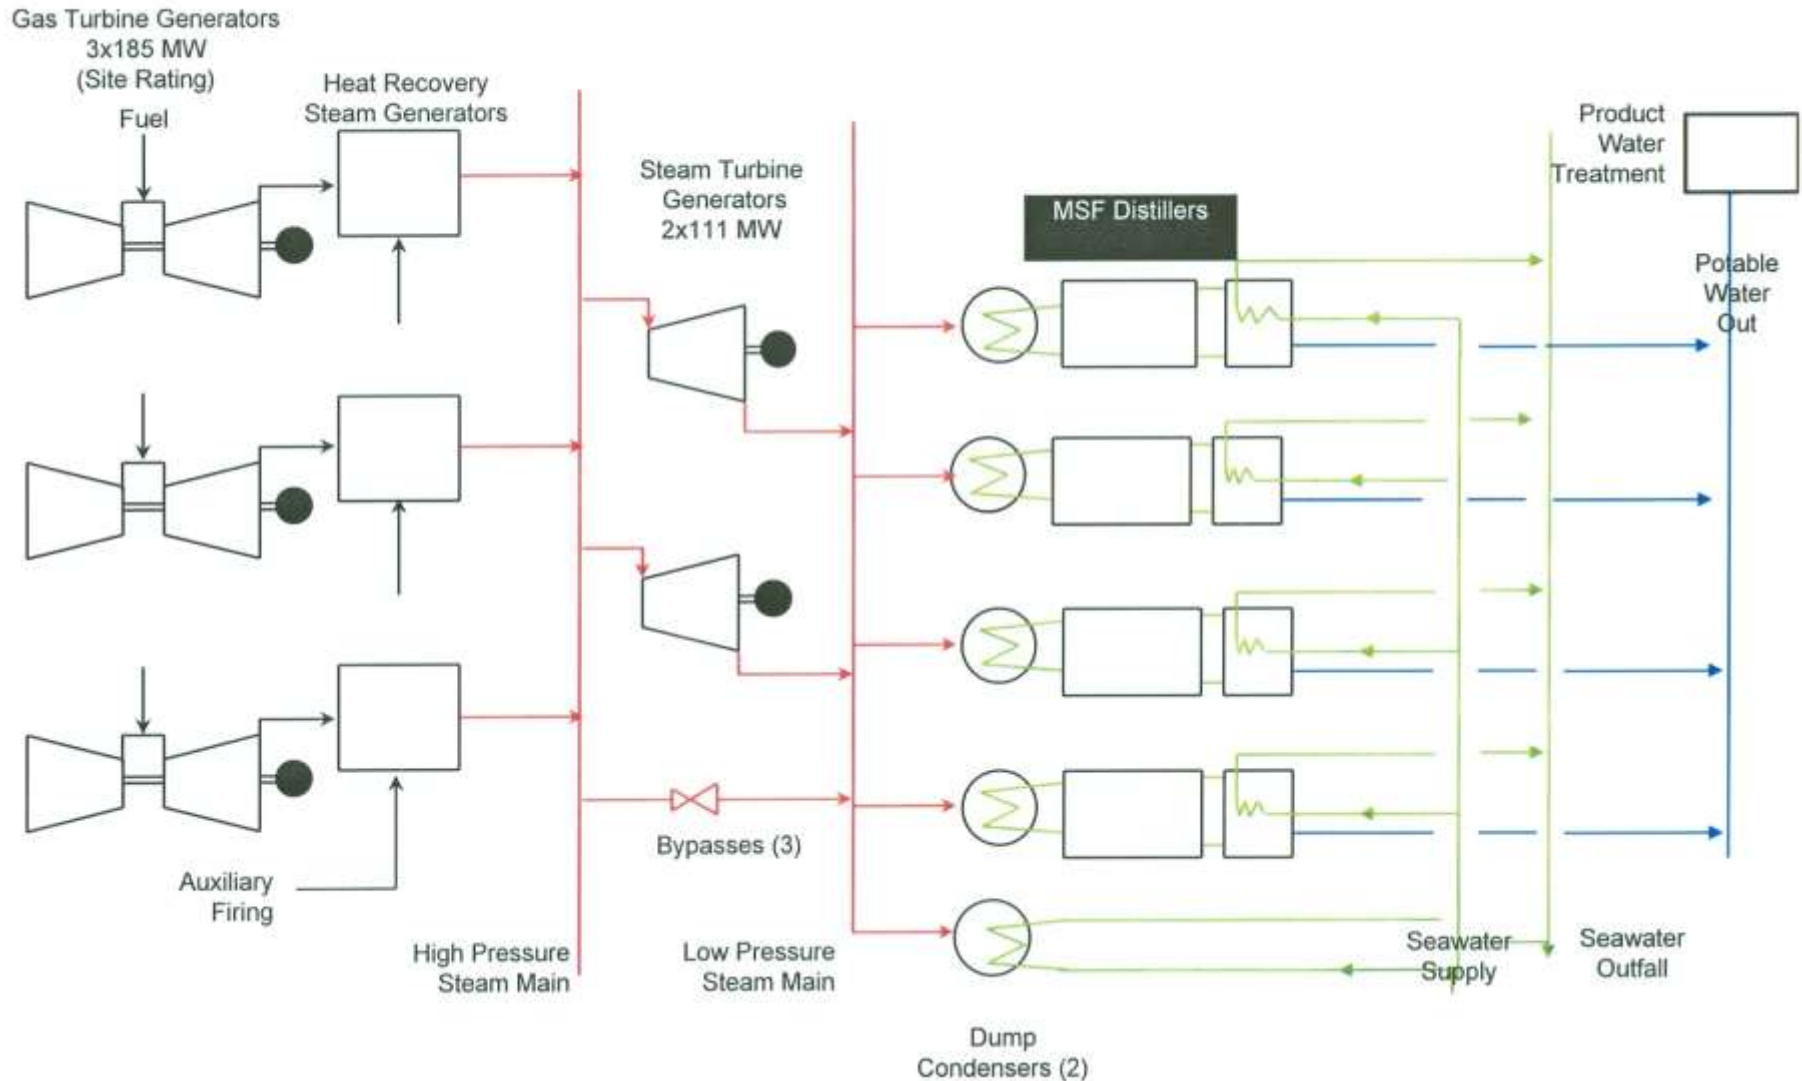 Gas Turbine Generators
3x185 MW
(Site Rating)
Fuel
Heat Recovery
Steam Generators
Steam Turbine
Generators
2x111 MW
MSF Distillers
Product
Water
Treatment
Potable
Water
Out
Bypasses (3)
Auxiliary
Firing
High Pressure
Steam Main
Low Pressure
Steam Main
Seawater
Supply
Seawater
Outfall
Dump
Condensers (2)